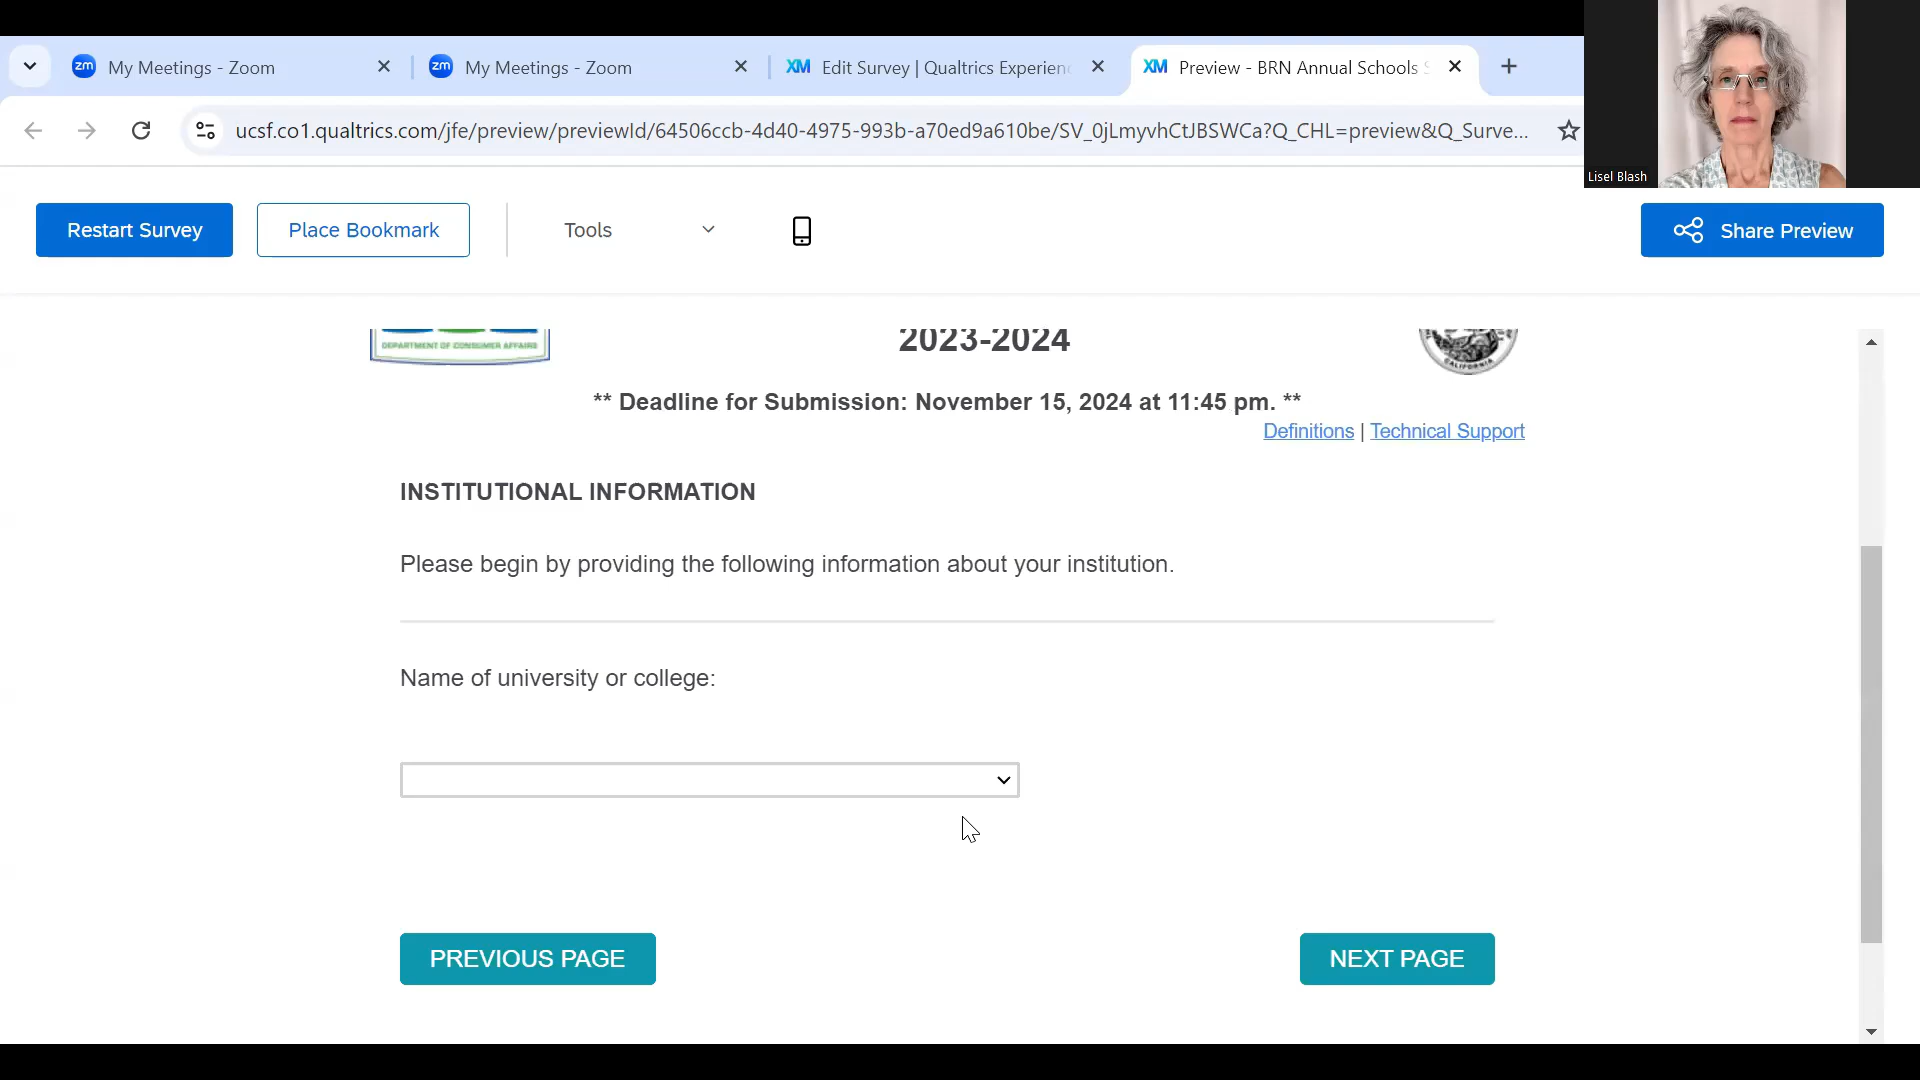 My Meetings - Zoom
My Meetings - Zoom
Edit Survey | Qualtrics Experien
Preview - BRN Annual Schools S
ucsf.co1.qualtrics.com/jfe/preview/previewId/64506ccb-4d40-4975-993b-a70ed9a610be/SV_0jLmyvhCtJBSWCa?Q_CHL=preview&Q_Surve...
Lisel Blash
Restart Survey
Place Bookmark
Tools
Share Preview
DEPARTMENT OF CONSUMER AFFAIRS
2023-2024
CALIFORNIA
** Deadline for Submission: November 15, 2024 at 11:45 pm. **
Definitions | Technical Support
INSTITUTIONAL INFORMATION
Please begin by providing the following information about your institution.
Name of university or college:
PREVIOUS PAGE
NEXT PAGE